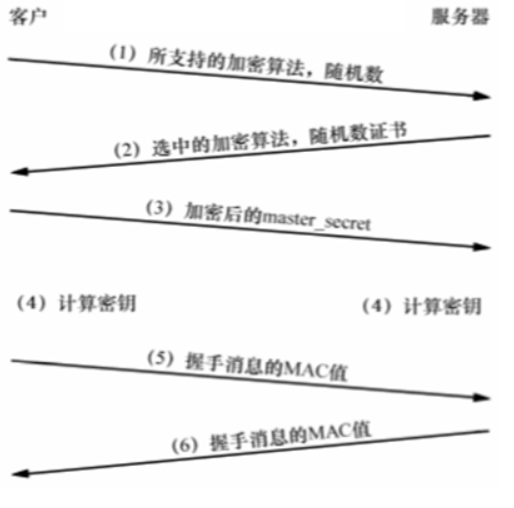 客户
服务器
(1) 所支持的加密算法，随机数
(2) 选中的加密算法，随机数证书
(3) 加密后的master_secret
(4) 计算密钥
(4) 计算密钥
(5) 握手消息的MAC值
(6) 握手消息的MAC值